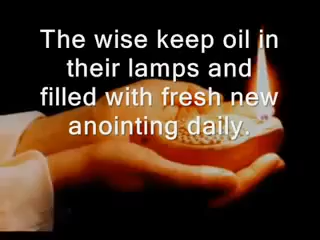 The wise keep oil in
their lamps and
filled with fresh new
anointing daily.